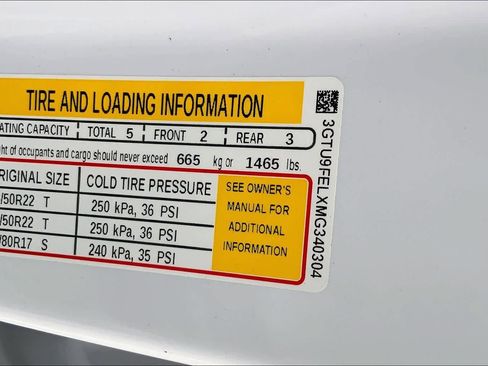 TIRE AND LOADING INFORMATION
ATING CAPACITY TOTAL 5 FRONT 2 REAR 3
ht of occupants and cargo should never exceed 665 kg or 1465 lbs.
RIGINAL SIZE COLD TIRE PRESSURE
/50R22 T 250 kPa, 36 PSI
/50R22 T 250 kPa, 36 PSI
/80R17 S 240 kPa, 35 PSI
SEE OWNER'S
MANUAL FOR
ADDITIONAL
INFORMATION
3GTU9FELXMG340304